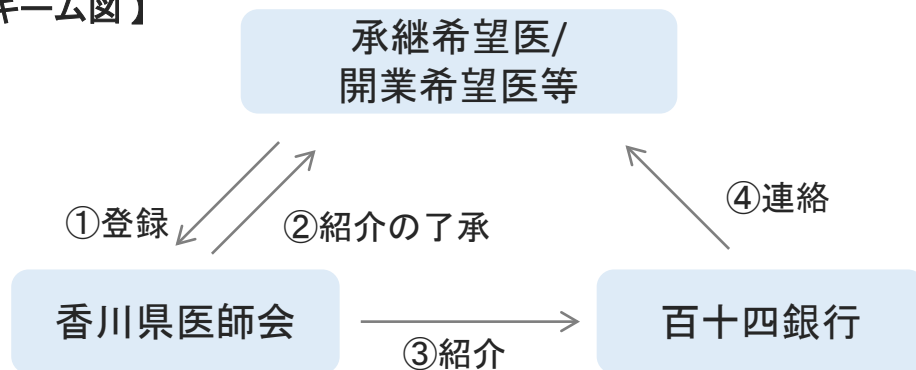 キーム図】
承継希望医/
開業希望医等
①登録
②紹介の了承
④連絡
香川県医師会
百十四銀行
③紹介